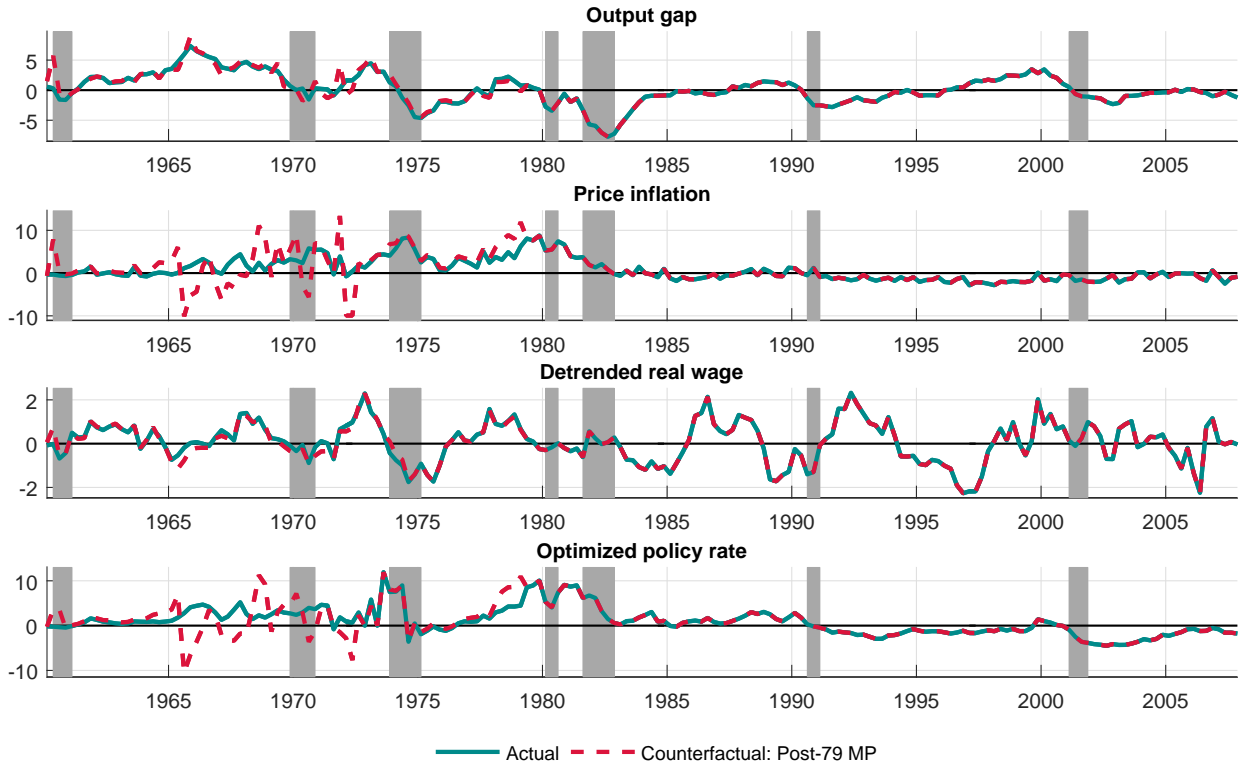 Output gap
5
0
-5
1965 1970 1975 1980 1985 1990 1995 2000 2005
Price inflation
10
0
-10
1965 1970 1975 1980 1985 1990 1995 2000 2005
Detrended real wage
2
0
-2
1965 1970 1975 1980 1985 1990 1995 2000 2005
Optimized policy rate
10
0
-10
1965 1970 1975 1980 1985 1990 1995 2000 2005
Actual Counterfactual: Post-79 MP